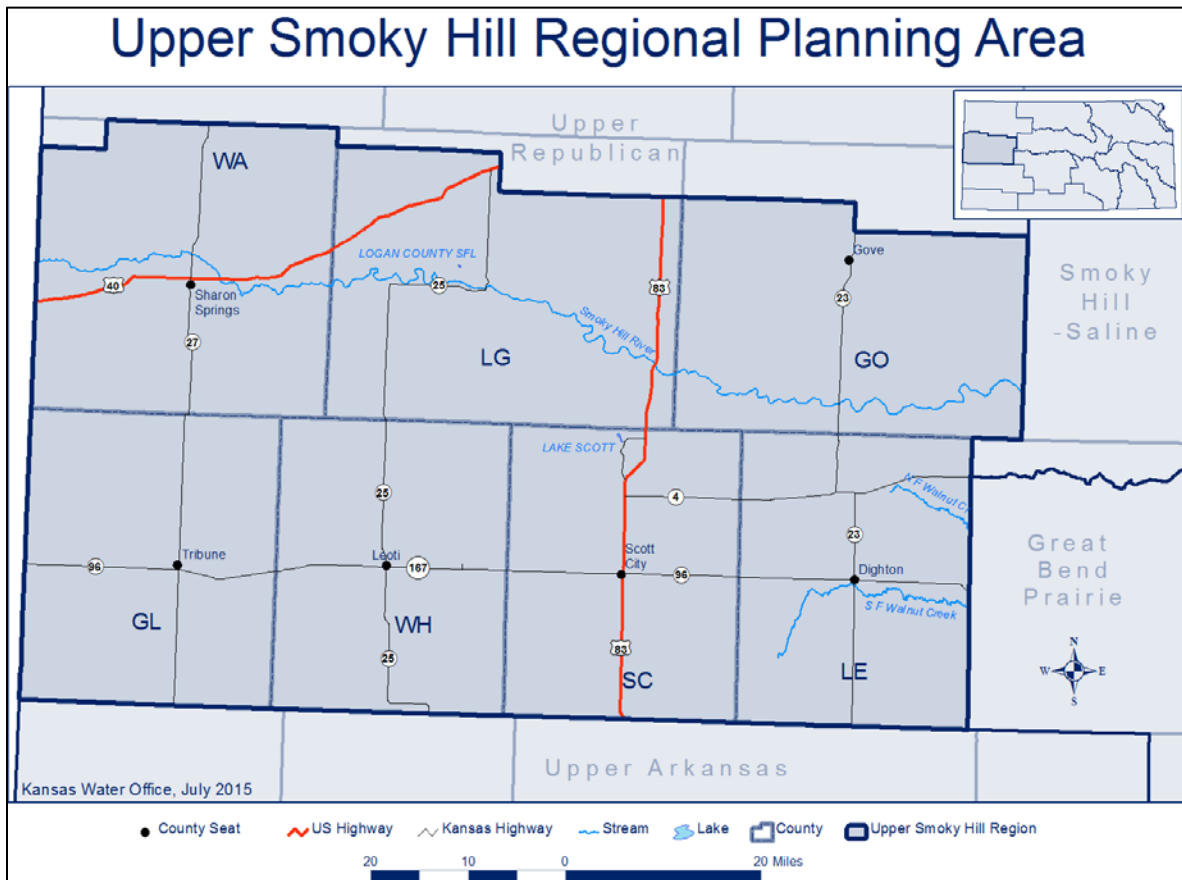 Upper Smoky Hill Regional Planning Area
Upper
Republican
WA
LOGAN COUNTY SFL
Gove
40
Sharon
Springs
25
83
23
Smoky
Hill
-Saline
27
Smoky Hill River
LG
GO
LAKE SCOTT
25
4
N F Walnut Cr
23
Great
Bend
Prairie
96
Tribune
Leoti
167
Scott
City
96
Dighton
S F Walnut Creek
GL
WH
25
83
SC
LE
N
W
E
S
Upper Arkansas
Kansas Water Office, July 2015
County Seat
US Highway
Kansas Highway
Stream
Lake
County
Upper Smoky Hill Region
20 10 0 20 Miles